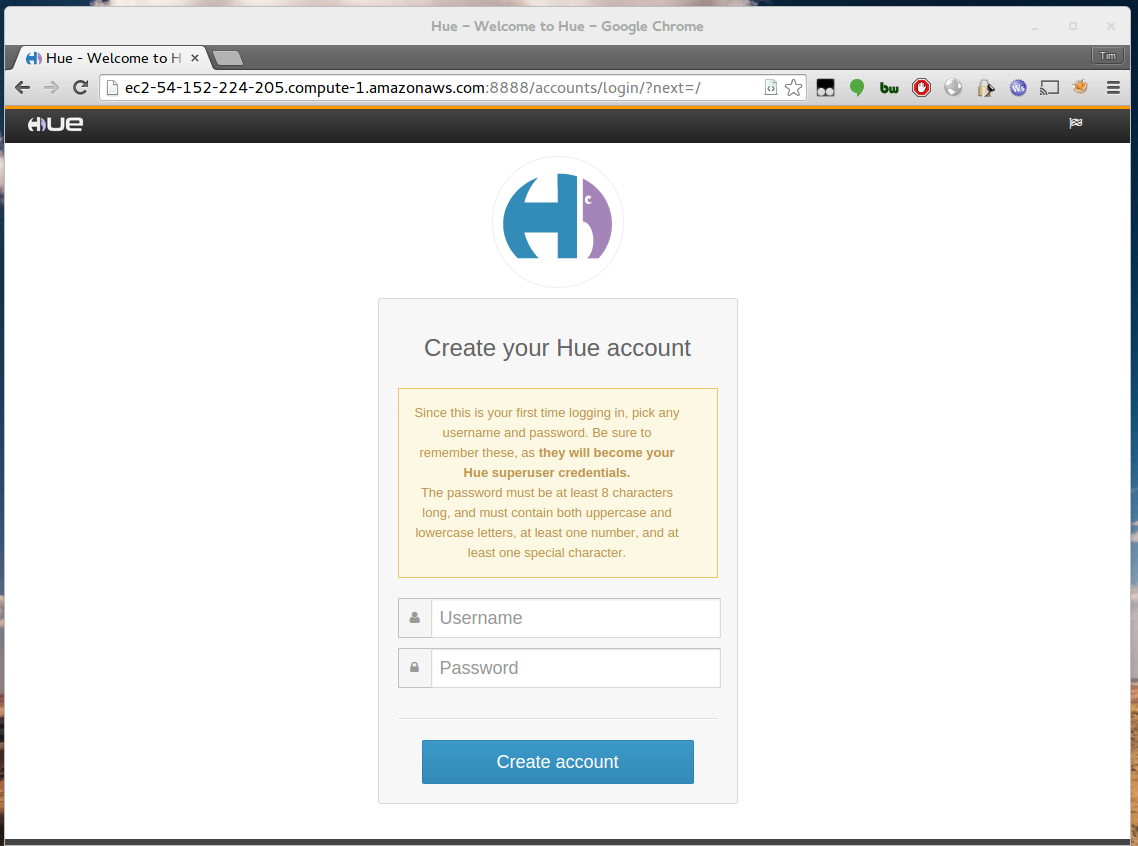 Hue - Welcome to Hue - Google Chrome
Hue - Welcome to H
Tim
ec2-54-152-224-205.compute-1.amazonaws.com:8888/accounts/login/?next=/
bw
Ws
HUE
Create your Hue account
Since this is your first time logging in, pick any
username and password. Be sure to
remember these, as they will become your
Hue superuser credentials.
The password must be at least 8 characters
long, and must contain both uppercase and
lowercase letters, at least one number, and at
least one special character.
Username
Password
Create account